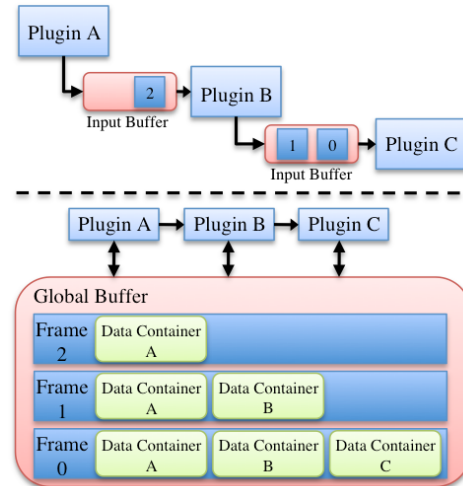 Plugin A
2
Input Buffer
Plugin B
1 0
Input Buffer
Plugin C
Plugin A Plugin B Plugin C
Global Buffer
Frame 2
Data Container A
Frame 1
Data Container A
Data Container B
Frame 0
Data Container A
Data Container B
Data Container C